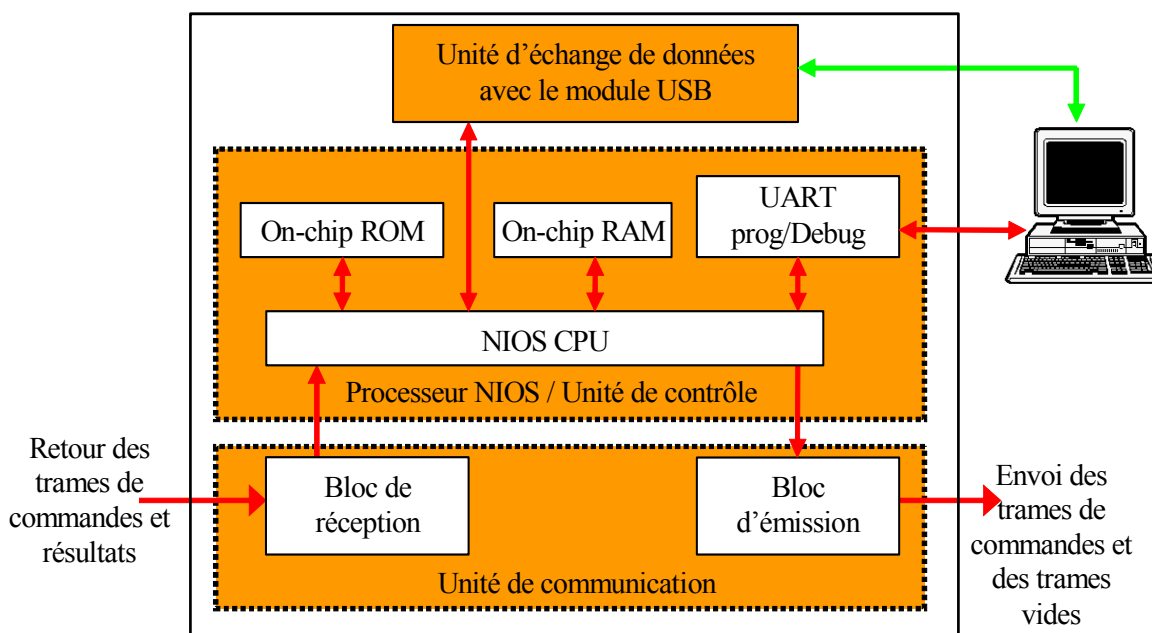 Unité d'échange de données
avec le module USB
On-chip ROM
On-chip RAM
UART
prog/Debug
NIOS CPU
Processeur NIOS / Unité de contrôle
Retour des
trames de
commandes et
résultats
Bloc de
réception
Bloc
d'émission
Unité de communication
Envoi des
trames de
commandes et
des trames
vides